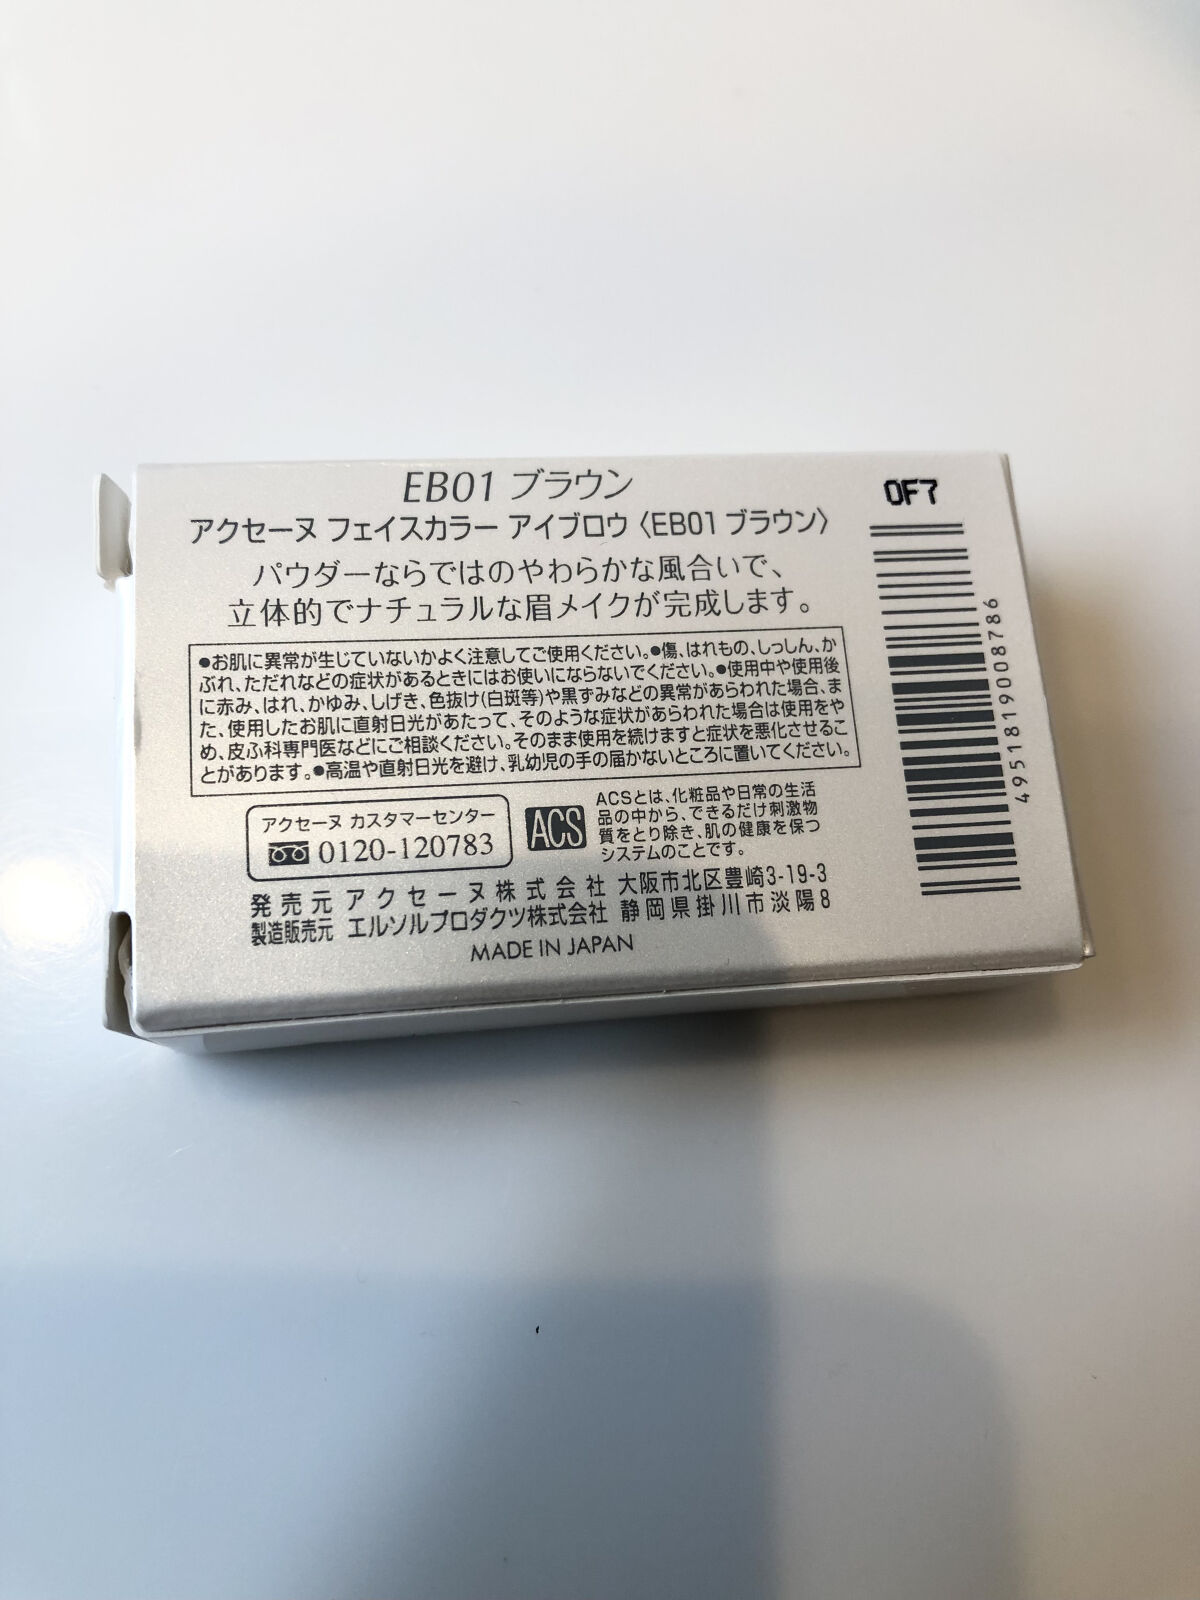 EB01 ブラウン
アクセーヌ フェイスカラー アイブロウ〈EB01 ブラウン〉
パウダーならではのやわらかな風合いで、
立体的でナチュラルな眉メイクが完成します。
●お肌に異常が生じていないかよく注意してご使用ください。●傷、はれもの、しっしん、か
ぶれ、ただれなどの症状があるときにはお使いにならないでください。●使用中や使用後
に赤み、はれ、かゆみ、しげき、色抜け(白斑等)や黒ずみなどの異常があらわれた場合、ま
た、使用したお肌に直射日光があたって、そのような症状があらわれた場合は使用をや
め、皮ふ科専門医などにご相談ください。そのまま使用を続けますと症状を悪化させるこ
とがあります。●高温や直射日光を避け、乳幼児の手の届かないところに置いてください。
アクセーヌ カスタマーセンター
0120-120783
ACS
ACSとは、化粧品や日常の生活
品の中から、できるだけ刺激物
質をとり除き、肌の健康を保つ
システムのことです。
発売元 アクセーヌ株式会社 大阪市北区豊崎3-19-3
製造販売元 エルソルプロダクツ株式会社 静岡県掛川市淡陽8
MADE IN JAPAN
0F7
4951819008786